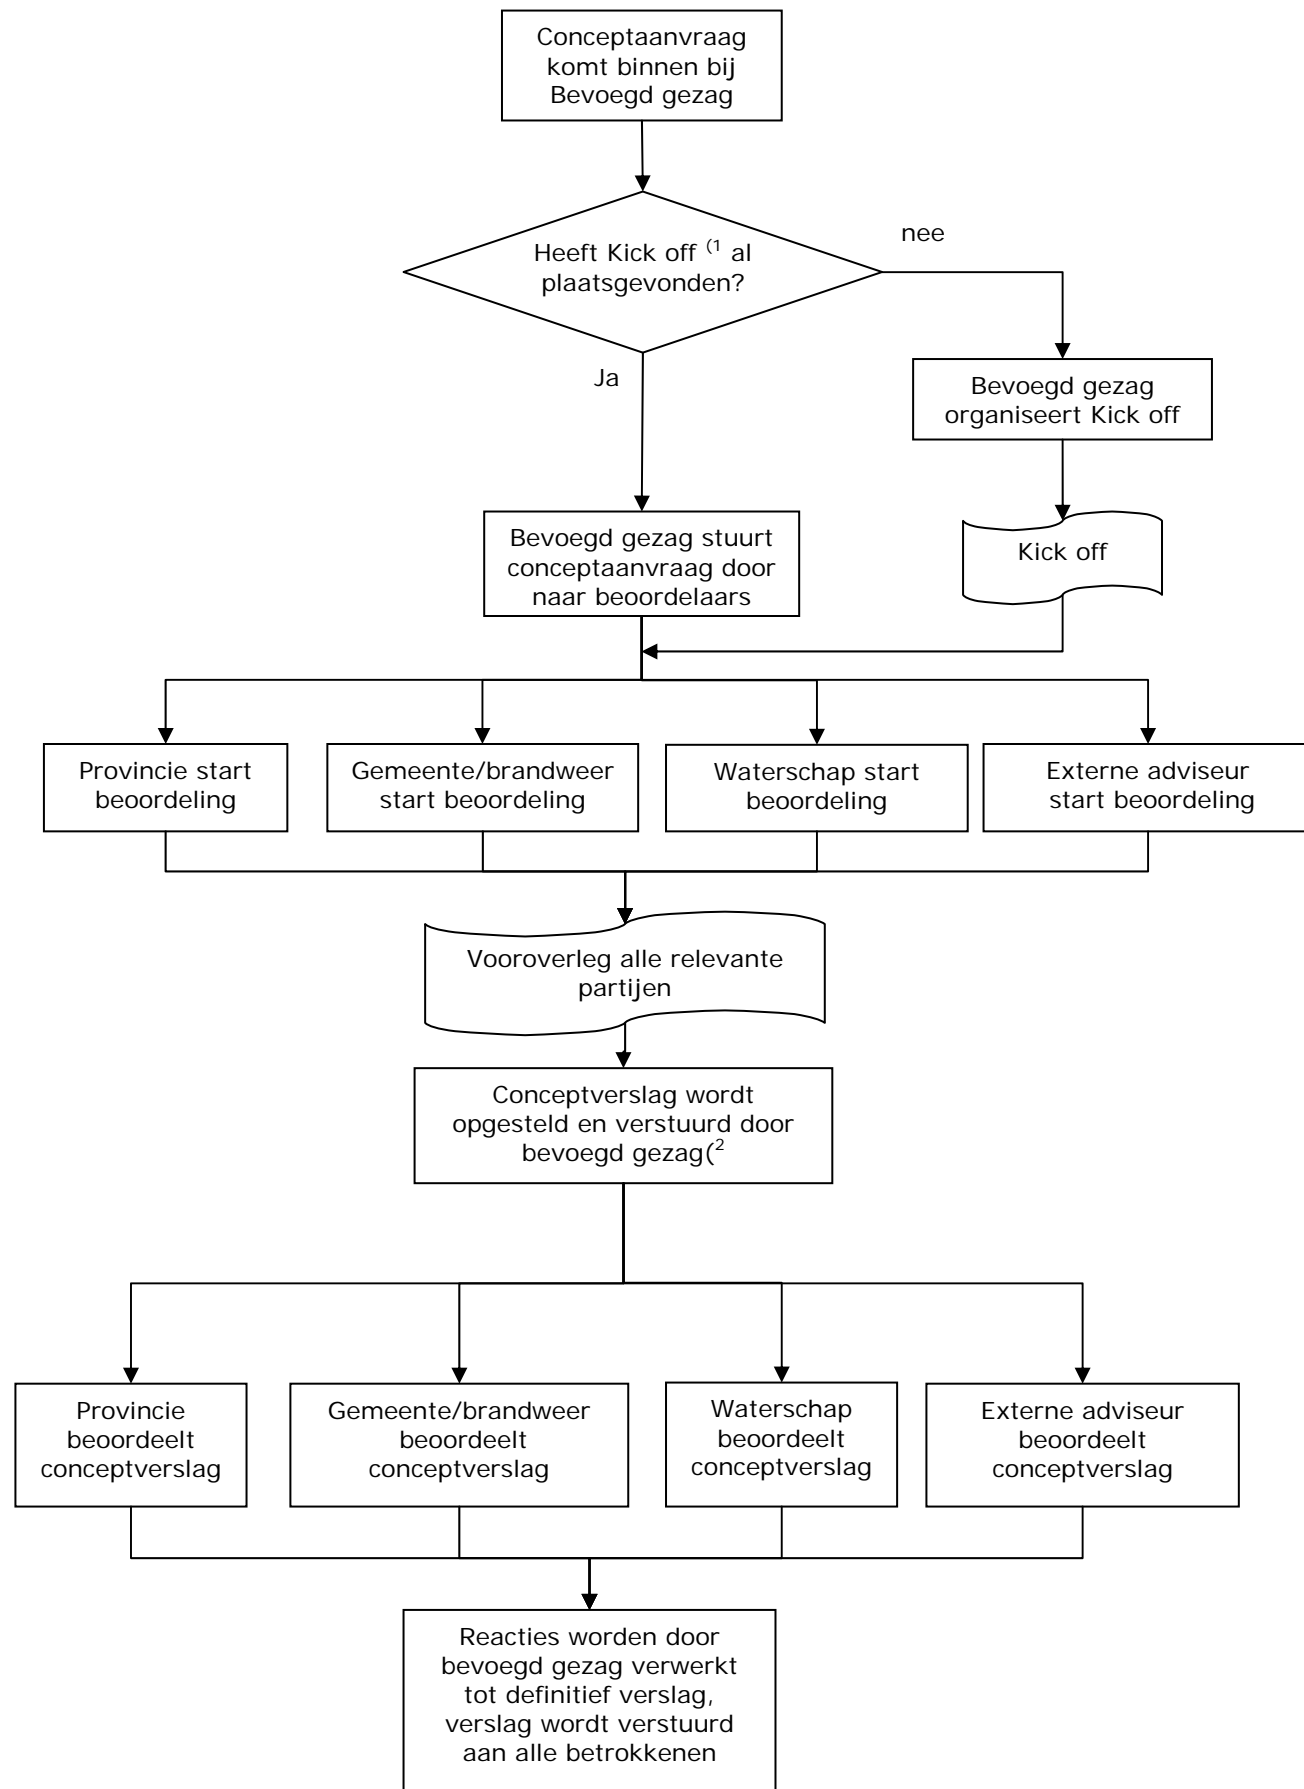 Conceptaanvraag
komt binnen bij
Bevoegd gezag
Heeft Kick off (1 al
plaatsgevonden?
nee
Ja
Bevoegd gezag
organiseert Kick off
Kick off
Bevoegd gezag stuurt
conceptaanvraag door
naar beoordelaars
Provincie start
beoordeling
Gemeente/brandweer
start beoordeling
Waterschap start
beoordeling
Externe adviseur
start beoordeling
Vooroverleg alle relevante
partijen
Conceptverslag wordt
opgesteld en verstuurd door
bevoegd gezag(2
Provincie
beoordeelt
conceptverslag
Gemeente/brandweer
beoordeelt
conceptverslag
Waterschap
beoordeelt
conceptverslag
Externe adviseur
beoordeelt
conceptverslag
Reacties worden door
bevoegd gezag verwerkt
tot definitief verslag,
verslag wordt verstuurd
aan alle betrokkenen